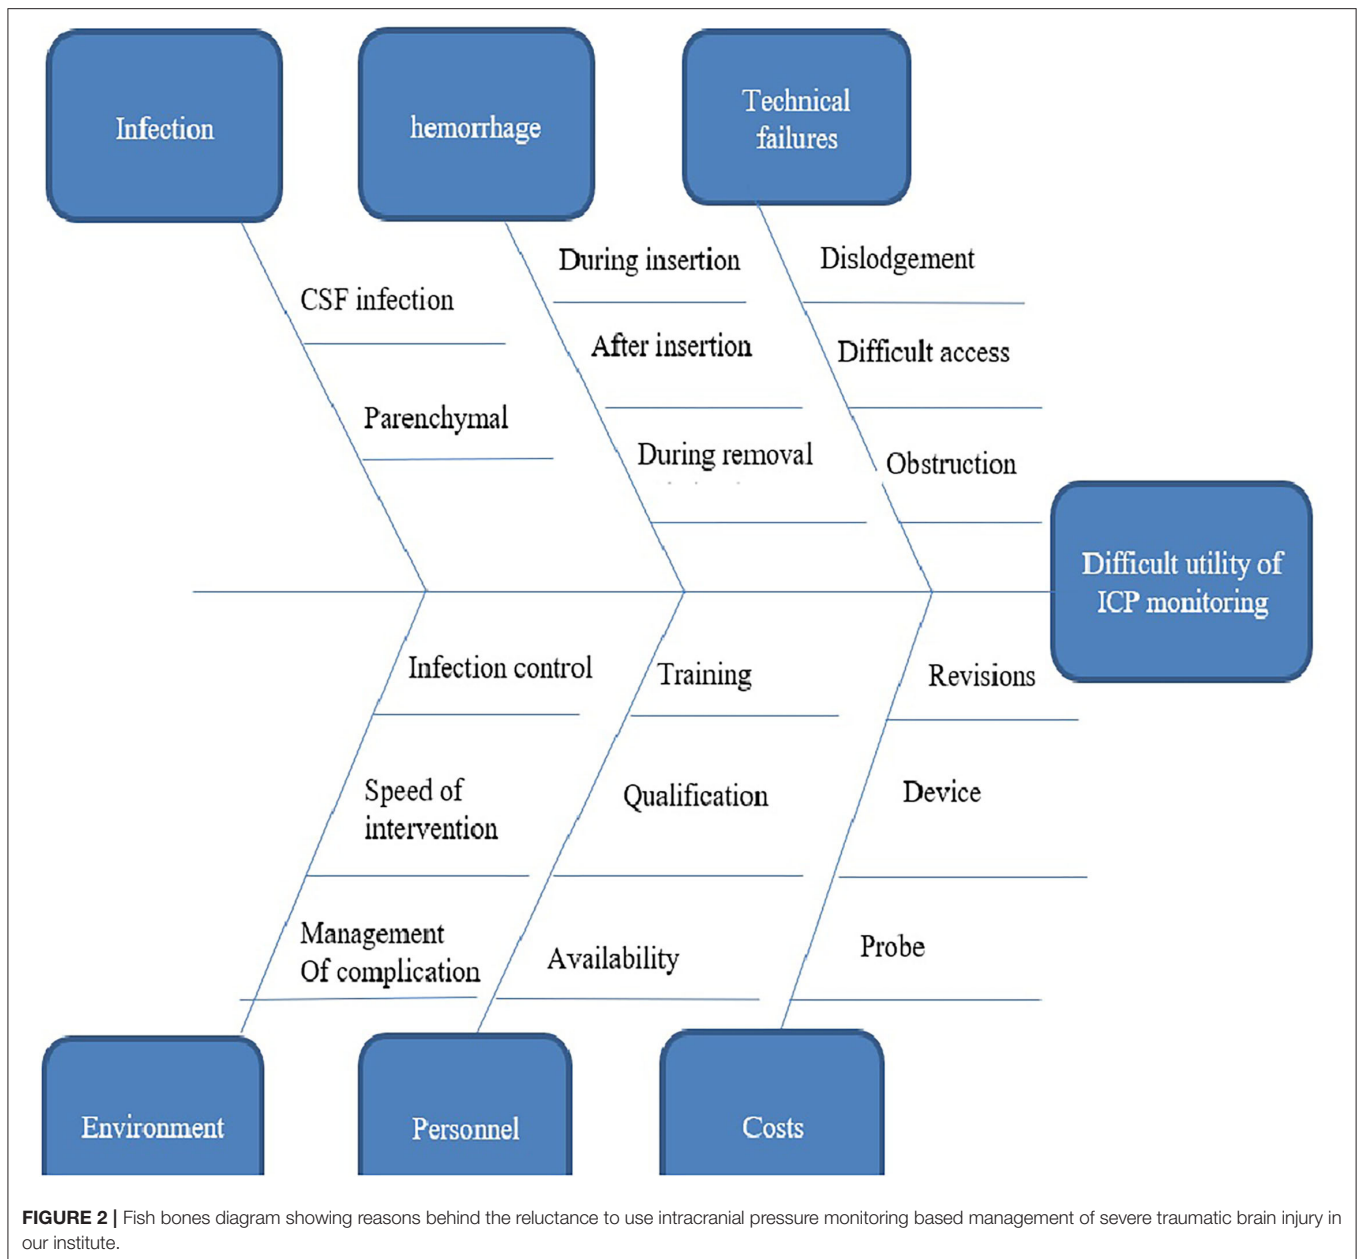 Infection
hemorrhage
Technical
failures
CSF infection
Parenchymal
During insertion
After insertion
During removal
Dislodgement
Difficult access
Obstruction
Difficult utility of
ICP monitoring
Infection control
Speed of
intervention
Management
Of complication
Training
Qualification
Availability
Revisions
Device
Probe
Environment
Personnel
Costs
FIGURE 2 | Fish bones diagram showing reasons behind the reluctance to use intracranial pressure monitoring based management of severe traumatic brain injury in
our institute.